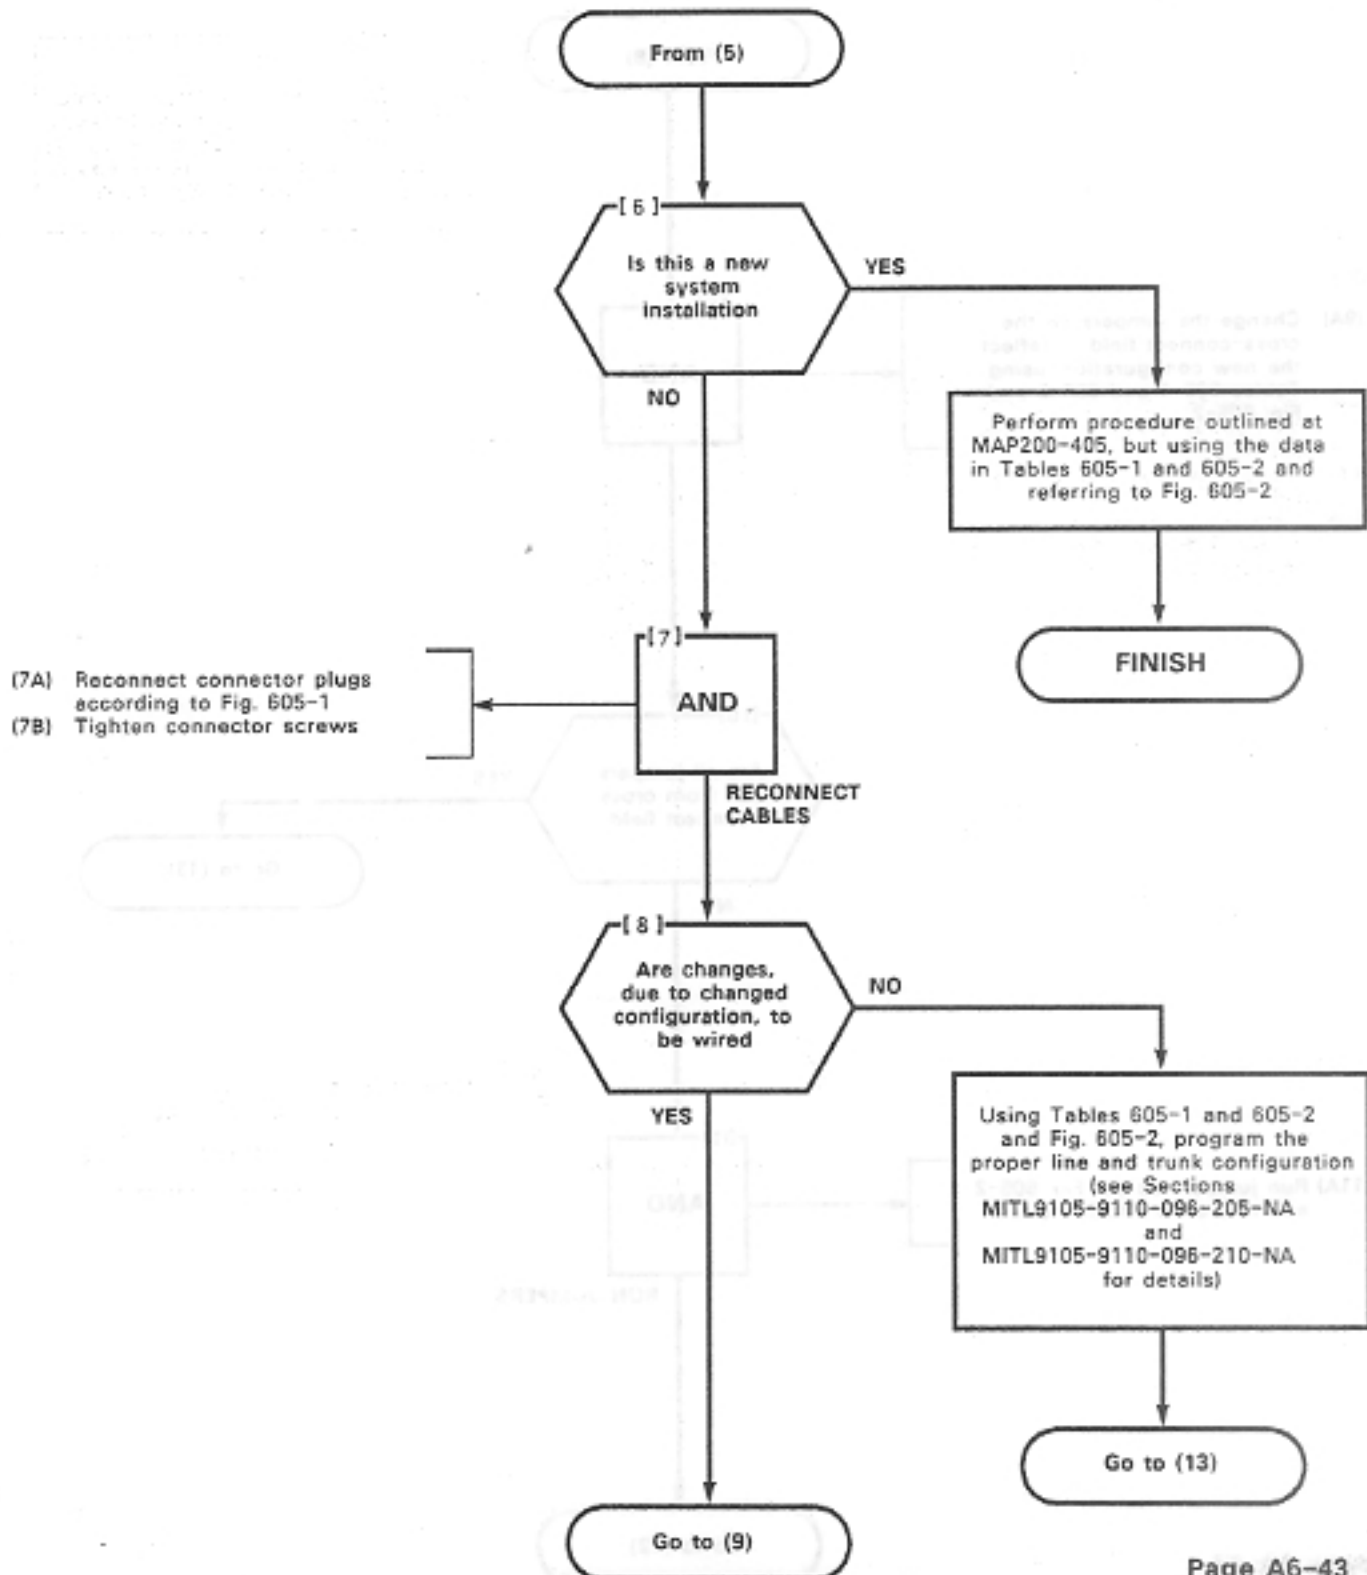 From (5)
[6]
Is this a new
system
installation
YES
NO
Perform procedure outlined at
MAP200-405, but using the data
in Tables 605-1 and 605-2 and
referring to Fig. 605-2
FINISH
[7]
AND
(7A) Reconnect connector plugs
according to Fig. 605-1
(7B) Tighten connector screws
RECONNECT
CABLES
[8]
Are changes,
due to changed
configuration, to
be wired
NO
YES
Using Tables 605-1 and 605-2
and Fig. 605-2, program the
proper line and trunk configuration
(see Sections
MITL9105-9110-096-205-NA
and
MITL9105-9110-096-210-NA
for details)
Go to (13)
Go to (9)
Page A6-43